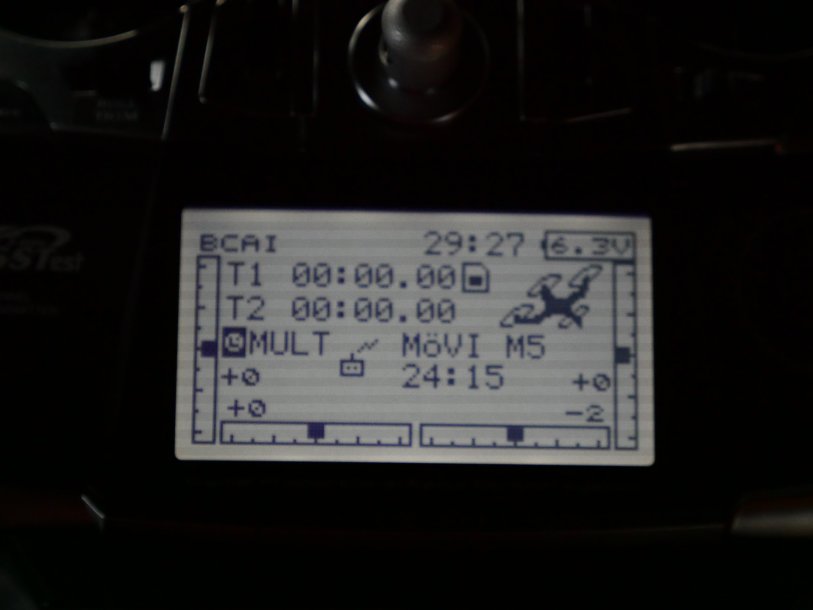 BCAI 29:27 6.3V
T1 00:00.00
T2 00:00.00
MULT MöVI M5
+0 24:15 +0
+0 -2